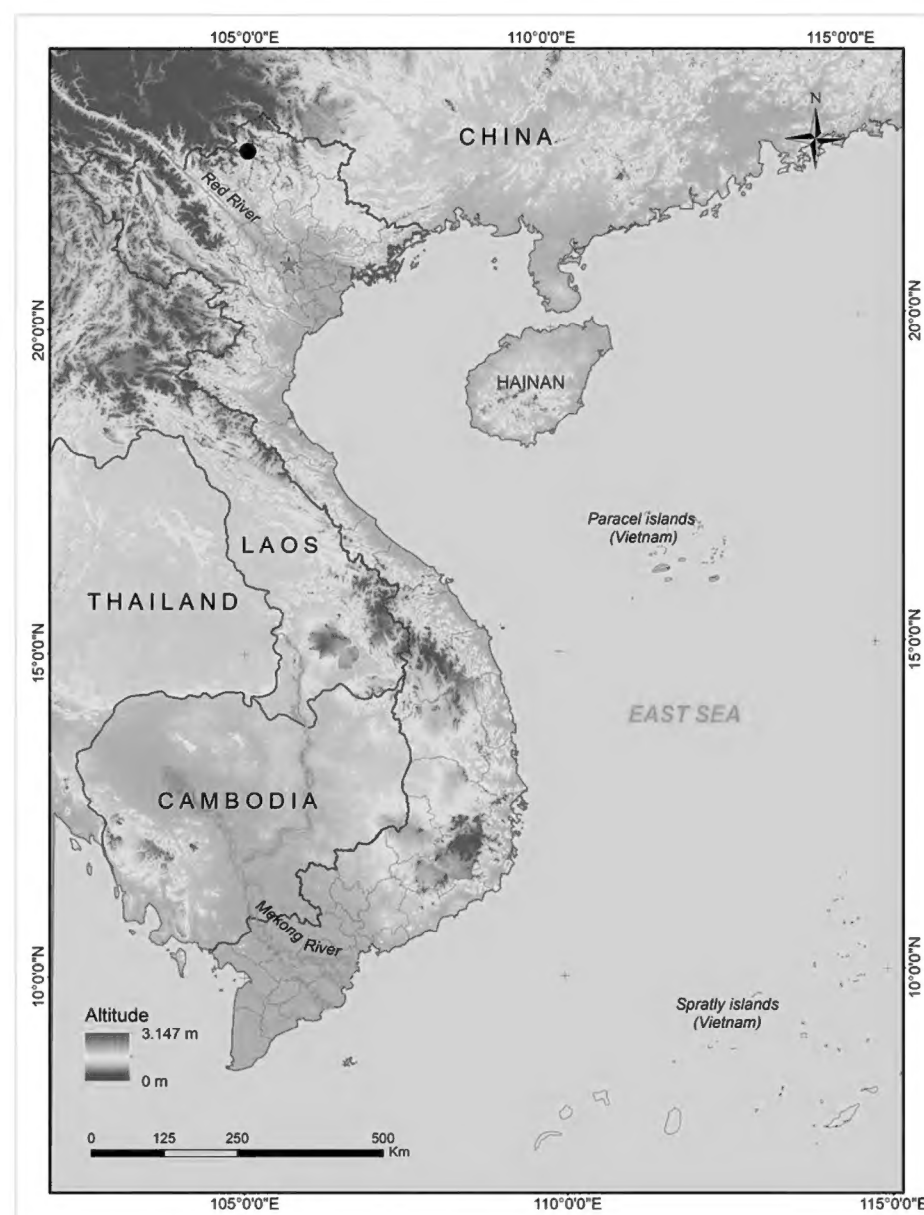 105°0'0"E 110°0'0"E 115°0'0"E
N
CHINA
Red River
20°0'0"N 20°0'0"N
HAINAN
Paracel islands
(Vietnam)
LAOS
THAILAND
15°0'0"N 15°0'0"N
EAST SEA
CAMBODIA
Mekong River
10°0'0"N 10°0'0"N
Spratly islands
(Vietnam)
Altitude
3.147 m
0 m
0 125 250 500
Km
105°0'0"E 110°0'0"E 115°0'0"E